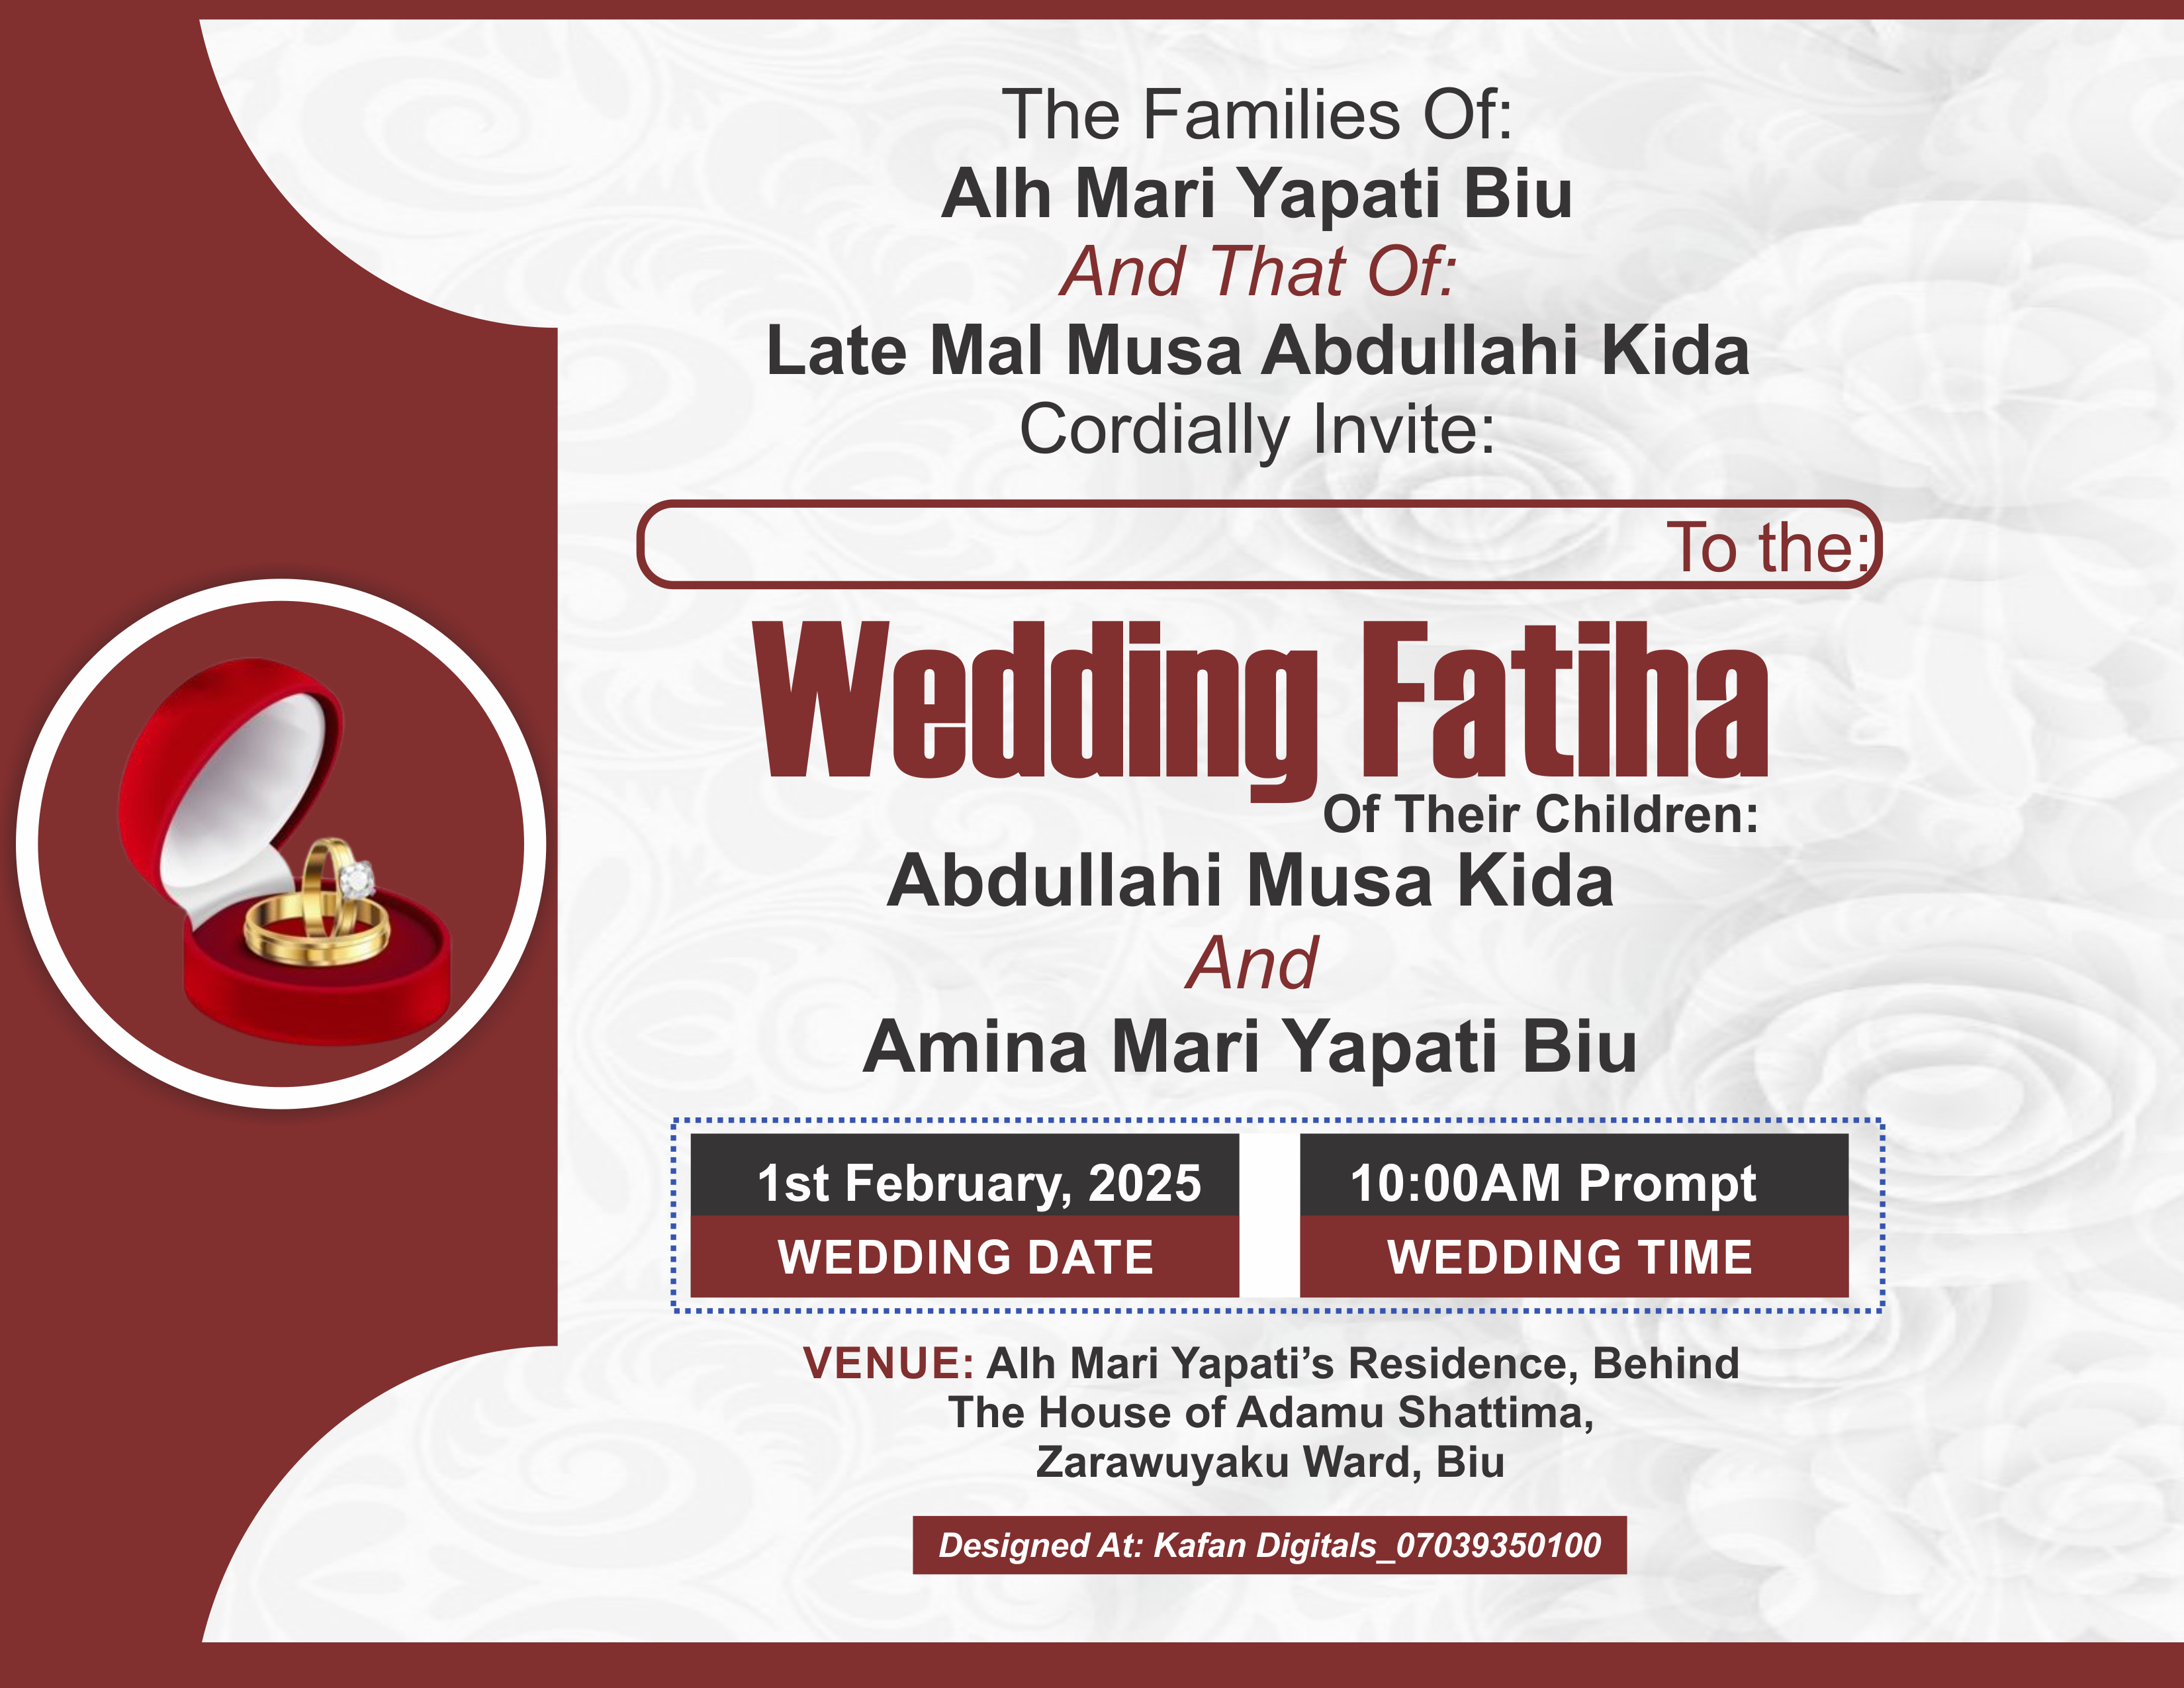 The Families Of:
Alh Mari Yapati Biu
And That Of:
Late Mal Musa Abdullahi Kida
Cordially Invite:
To the:
Wedding Fatiha
Of Their Children:
Abdullahi Musa Kida
And
Amina Mari Yapati Biu
1st February, 2025
WEDDING DATE
10:00AM Prompt
WEDDING TIME
VENUE: Alh Mari Yapati’s Residence, Behind
The House of Adamu Shattima,
Zarawuyaku Ward, Biu
Designed At: Kafan Digitals_07039350100